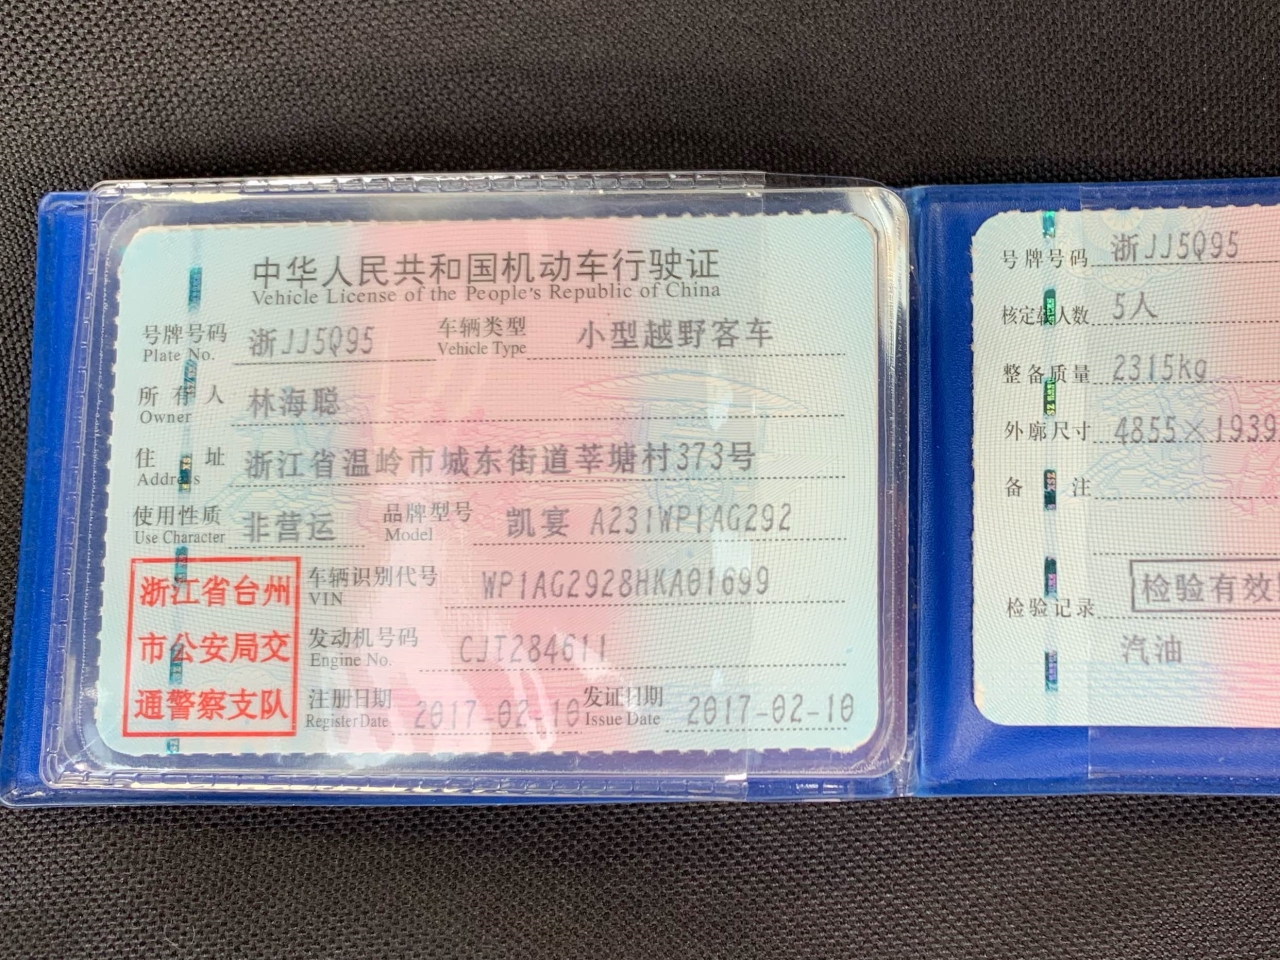 中华人民共和国机动车行驶证
Vehicle License of the People's Republic of China
号牌号码 浙JJ5Q95 车辆类型 小型越野客车
Plate No. Vehicle Type
所有人 林海聪
Owner
住址 浙江省温岭市城东街道莘塘村373号
Address
使用性质 非营运 品牌型号 凯宴 A231WP1AG292
Use Character Model
浙江省台州
市公安局交
通警察支队
车辆识别代号 WP1AG2928HKA01699
VIN
发动机号码 CJT284611
Engine No.
注册日期 2017-02-10 发证日期 2017-02-10
Register Date Issue Date
号牌号码 浙JJ5Q95
核定载人数 5人
整备质量 2315kg
外廓尺寸 4855×1939
备注
检验记录 检验有效
汽油